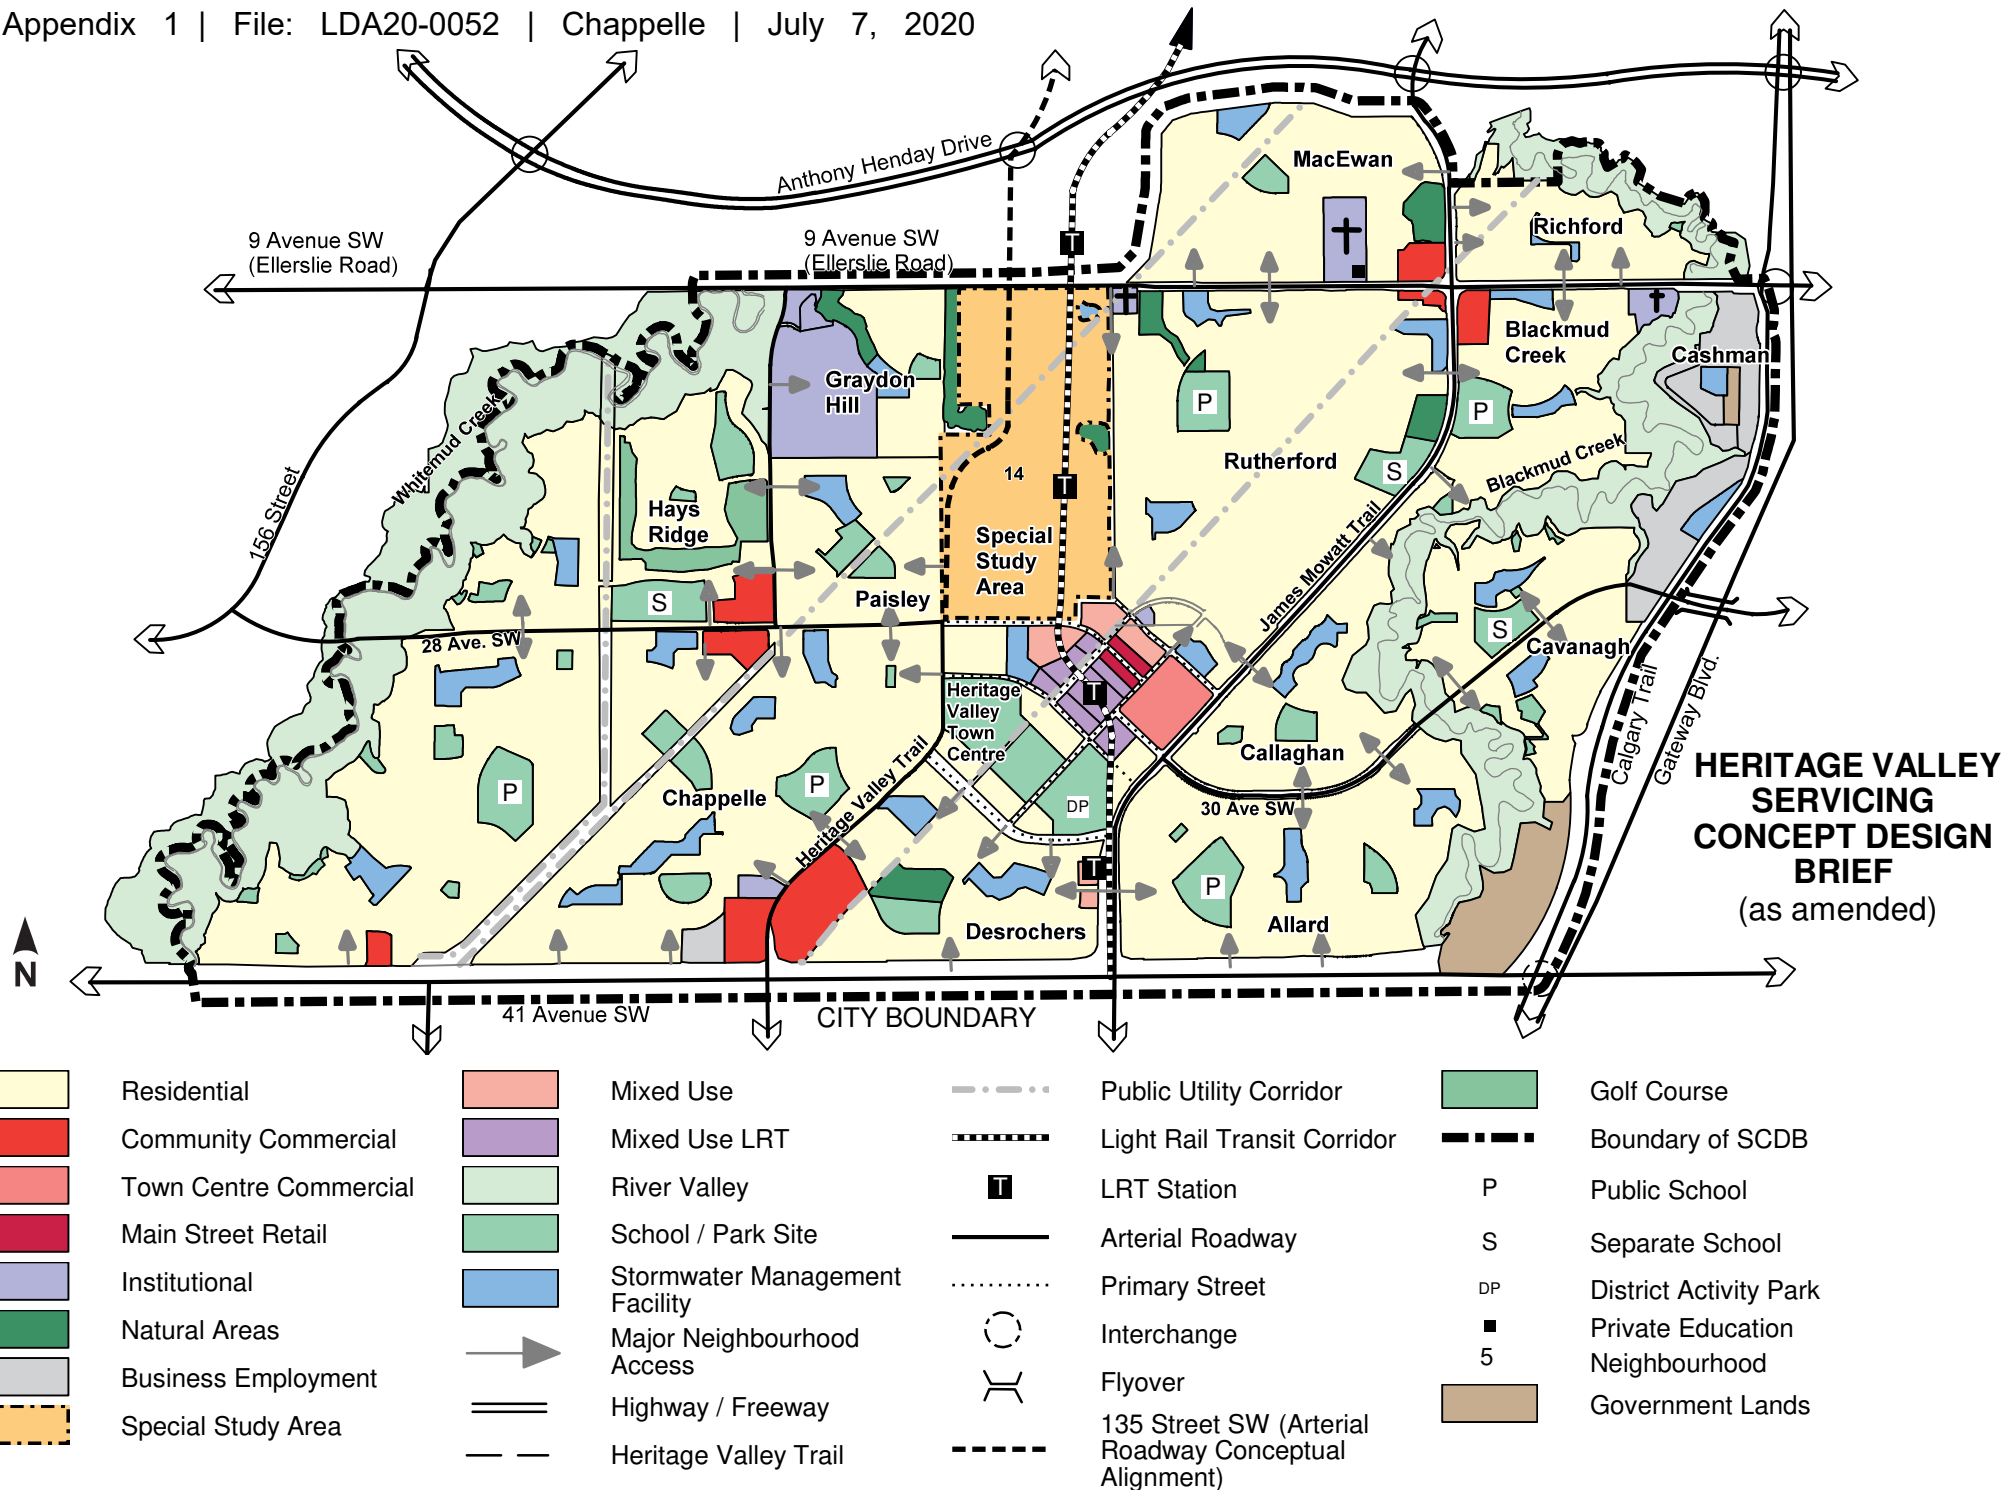 Appendix 1 | File: LDA20-0052 | Chappelle | July 7, 2020
Anthony Henday Drive
MacEwan
Richford
9 Avenue SW
(Ellerslie Road)
9 Avenue SW
(Ellerslie Road)
T
Blackmud
Creek
Cashman
Graydon
Hill
Whitemud Creek
P
P
Rutherford
S
Blackmud Creek
14
T
156 Street
Hays
Ridge
Special
Study
Area
James Mowatt Trail
S
Paisley
S
Cavanagh
28 Ave. SW
T
Heritage
Valley
Town
Centre
Calgary Trail
Gateway Blvd.
Callaghan
P
P
Chappelle
Heritage Valley Trail
DP
30 Ave SW
HERITAGE VALLEY
SERVICING
CONCEPT DESIGN
BRIEF
(as amended)
T
P
Desrochers
Allard
N
41 Avenue SW
CITY BOUNDARY
Residential
Community Commercial
Town Centre Commercial
Main Street Retail
Institutional
Natural Areas
Business Employment
Special Study Area
Mixed Use
Mixed Use LRT
River Valley
School / Park Site
Stormwater Management
Facility
Major Neighbourhood
Access
Highway / Freeway
Heritage Valley Trail
Public Utility Corridor
Light Rail Transit Corridor
T LRT Station
Arterial Roadway
Primary Street
Interchange
Flyover
135 Street SW (Arterial
Roadway Conceptual
Alignment)
Golf Course
Boundary of SCDB
P Public School
S Separate School
DP District Activity Park
Private Education
5 Neighbourhood
Government Lands